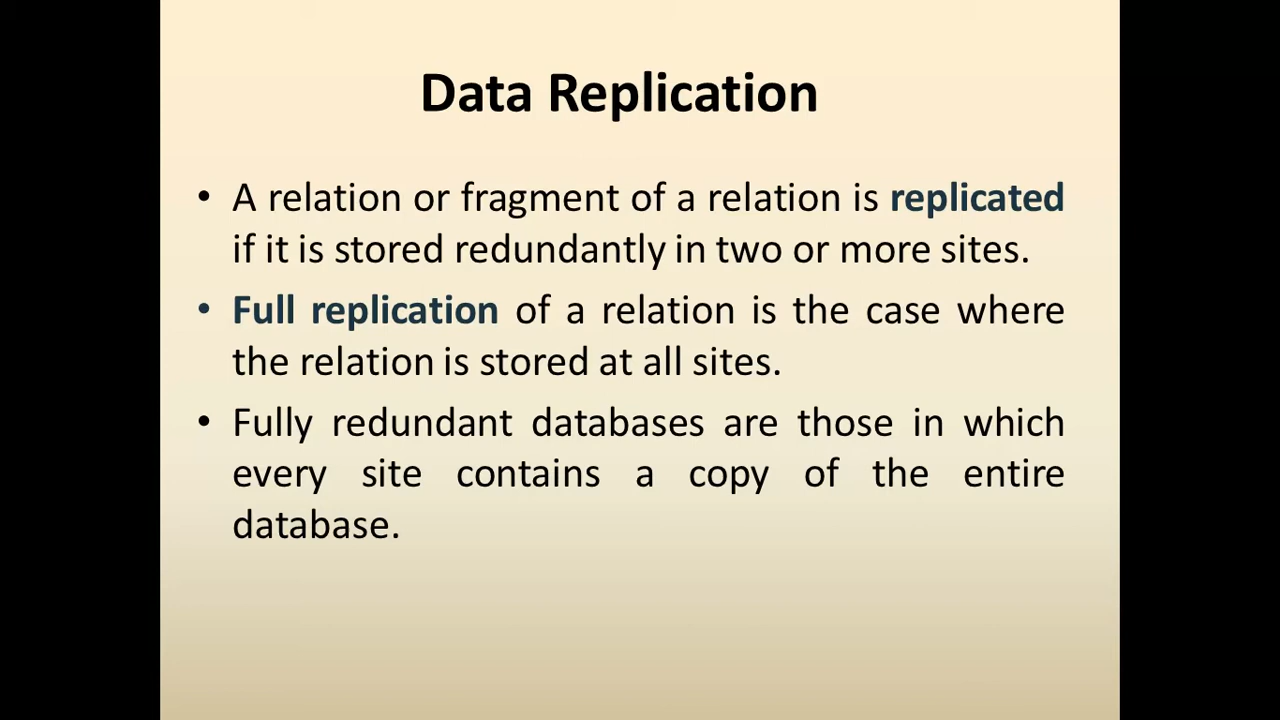 Data Replication
• A relation or fragment of a relation is replicated
if it is stored redundantly in two or more sites.
• Full replication of a relation is the case where
the relation is stored at all sites.
• Fully redundant databases are those in which
every site contains a copy of the entire
database.